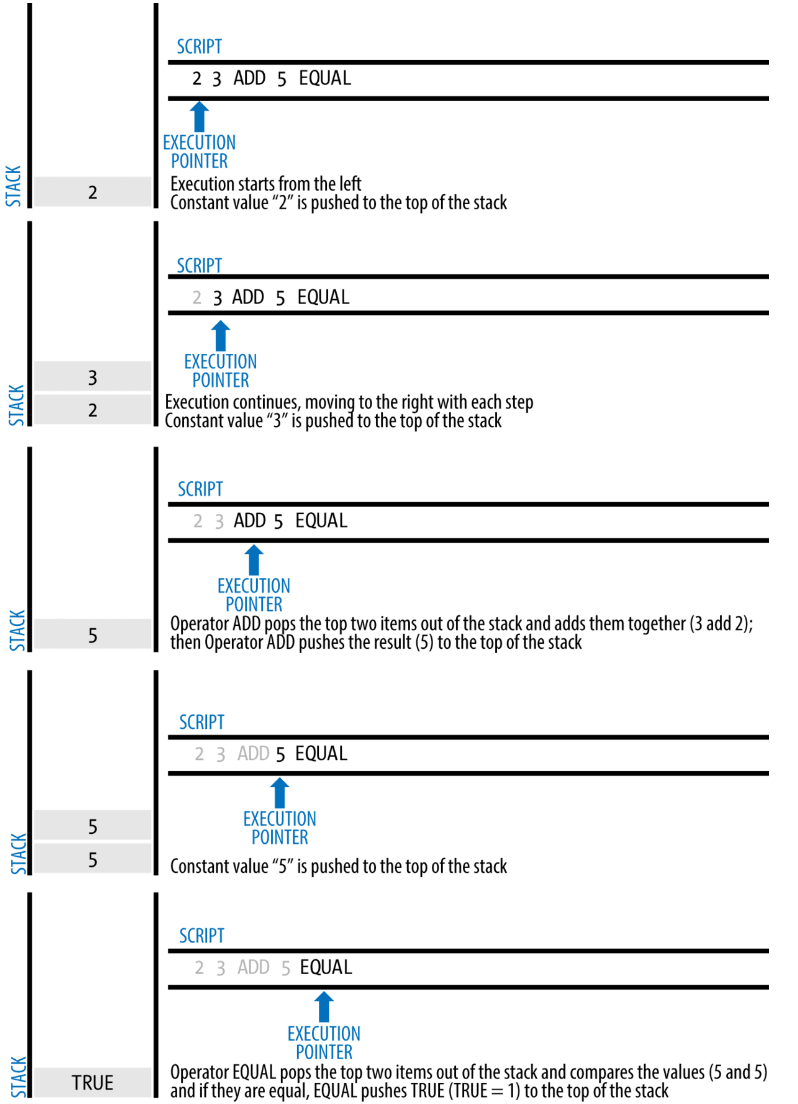 SCRIPT
2 3 ADD 5 EQUAL
EXECUTION
POINTER
STACK
2
Execution starts from the left
Constant value “2” is pushed to the top of the stack
SCRIPT
2 3 ADD 5 EQUAL
EXECUTION
POINTER
STACK
3
2
Execution continues, moving to the right with each step
Constant value “3” is pushed to the top of the stack
SCRIPT
2 3 ADD 5 EQUAL
EXECUTION
POINTER
STACK
5
Operator ADD pops the top two items out of the stack and adds them together (3 add 2);
then Operator ADD pushes the result (5) to the top of the stack
SCRIPT
2 3 ADD 5 EQUAL
EXECUTION
POINTER
STACK
5
5
Constant value “5” is pushed to the top of the stack
SCRIPT
2 3 ADD 5 EQUAL
EXECUTION
POINTER
STACK
TRUE
Operator EQUAL pops the top two items out of the stack and compares the values (5 and 5)
and if they are equal, EQUAL pushes TRUE (TRUE = 1) to the top of the stack